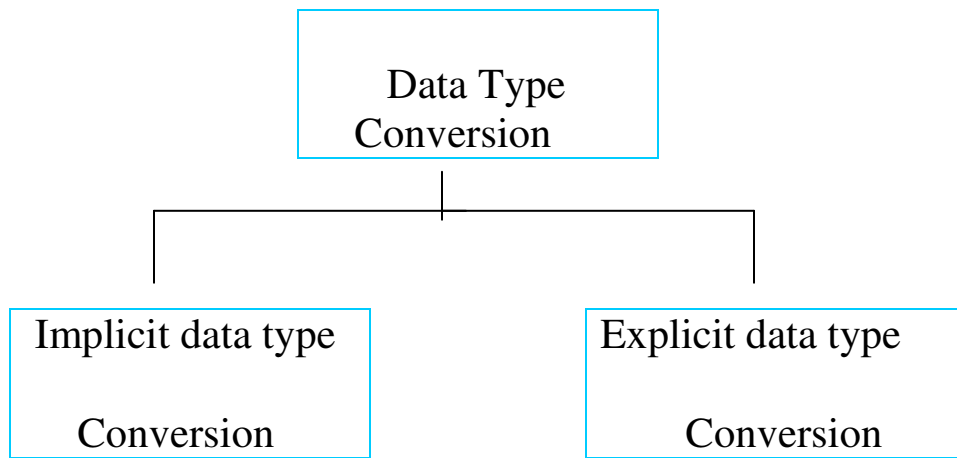 Data Type
Conversion
Implicit data type
Conversion
Explicit data type
Conversion